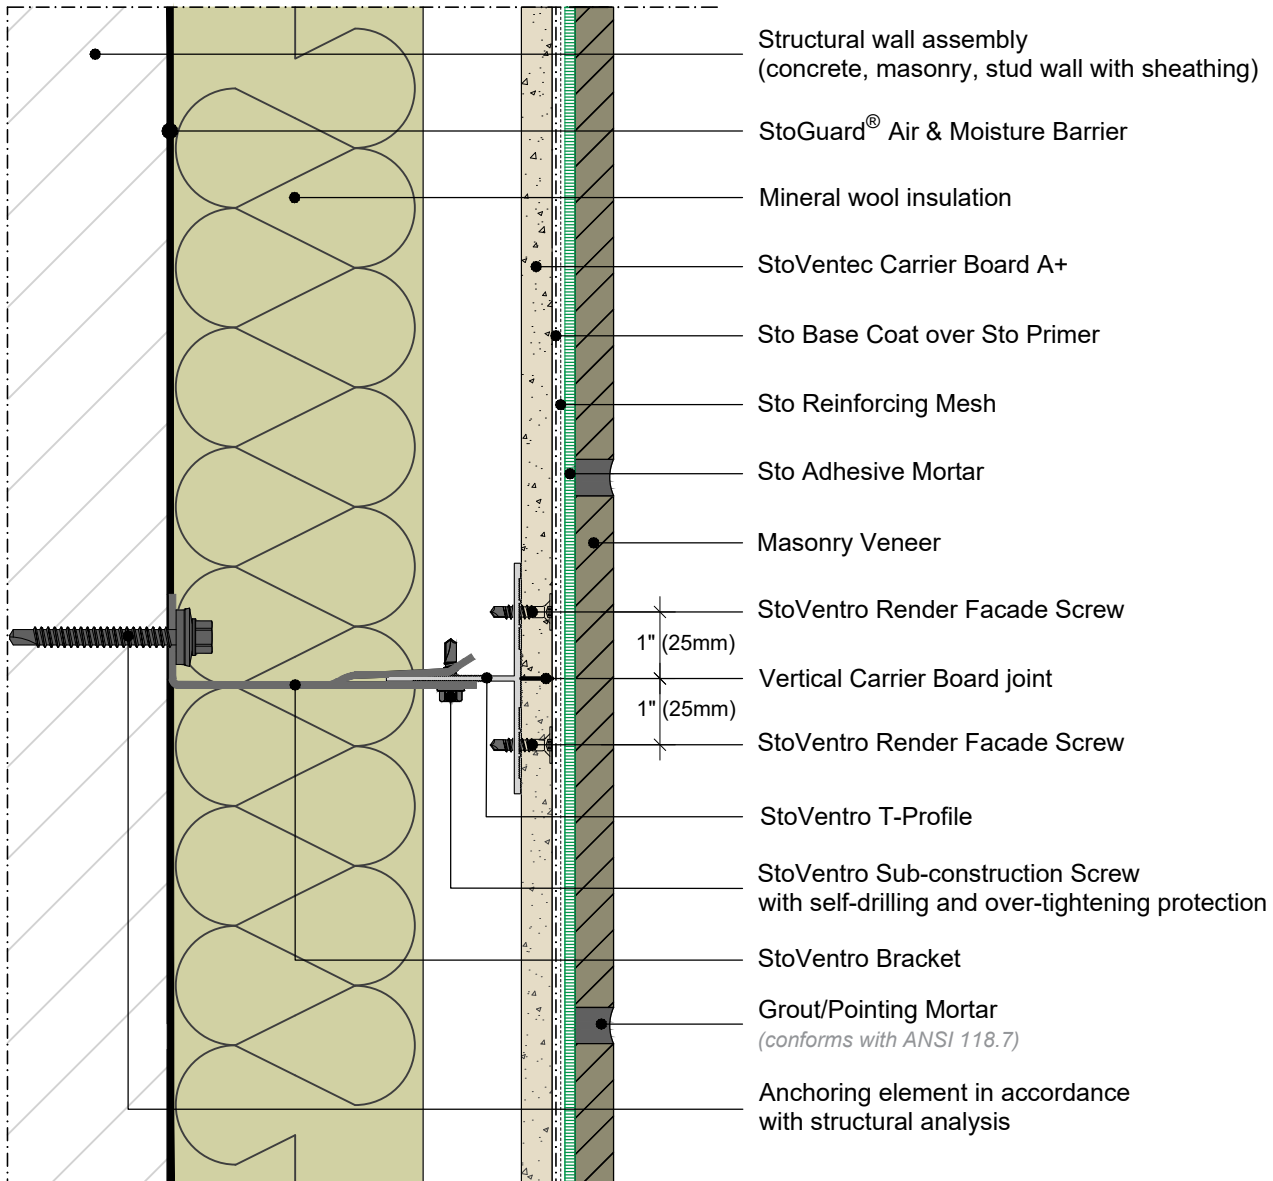 Structural wall assembly
(concrete, masonry, stud wall with sheathing)
StoGuard® Air & Moisture Barrier
Mineral wool insulation
StoVentec Carrier Board A+
Sto Base Coat over Sto Primer
Sto Reinforcing Mesh
Sto Adhesive Mortar
Masonry Veneer
StoVentro Render Facade Screw
1" (25mm)
Vertical Carrier Board joint
1" (25mm)
StoVentro Render Facade Screw
StoVentro T-Profile
StoVentro Sub-construction Screw
with self-drilling and over-tightening protection
StoVentro Bracket
Grout/Pointing Mortar
(conforms with ANSI 118.7)
Anchoring element in accordance
with structural analysis